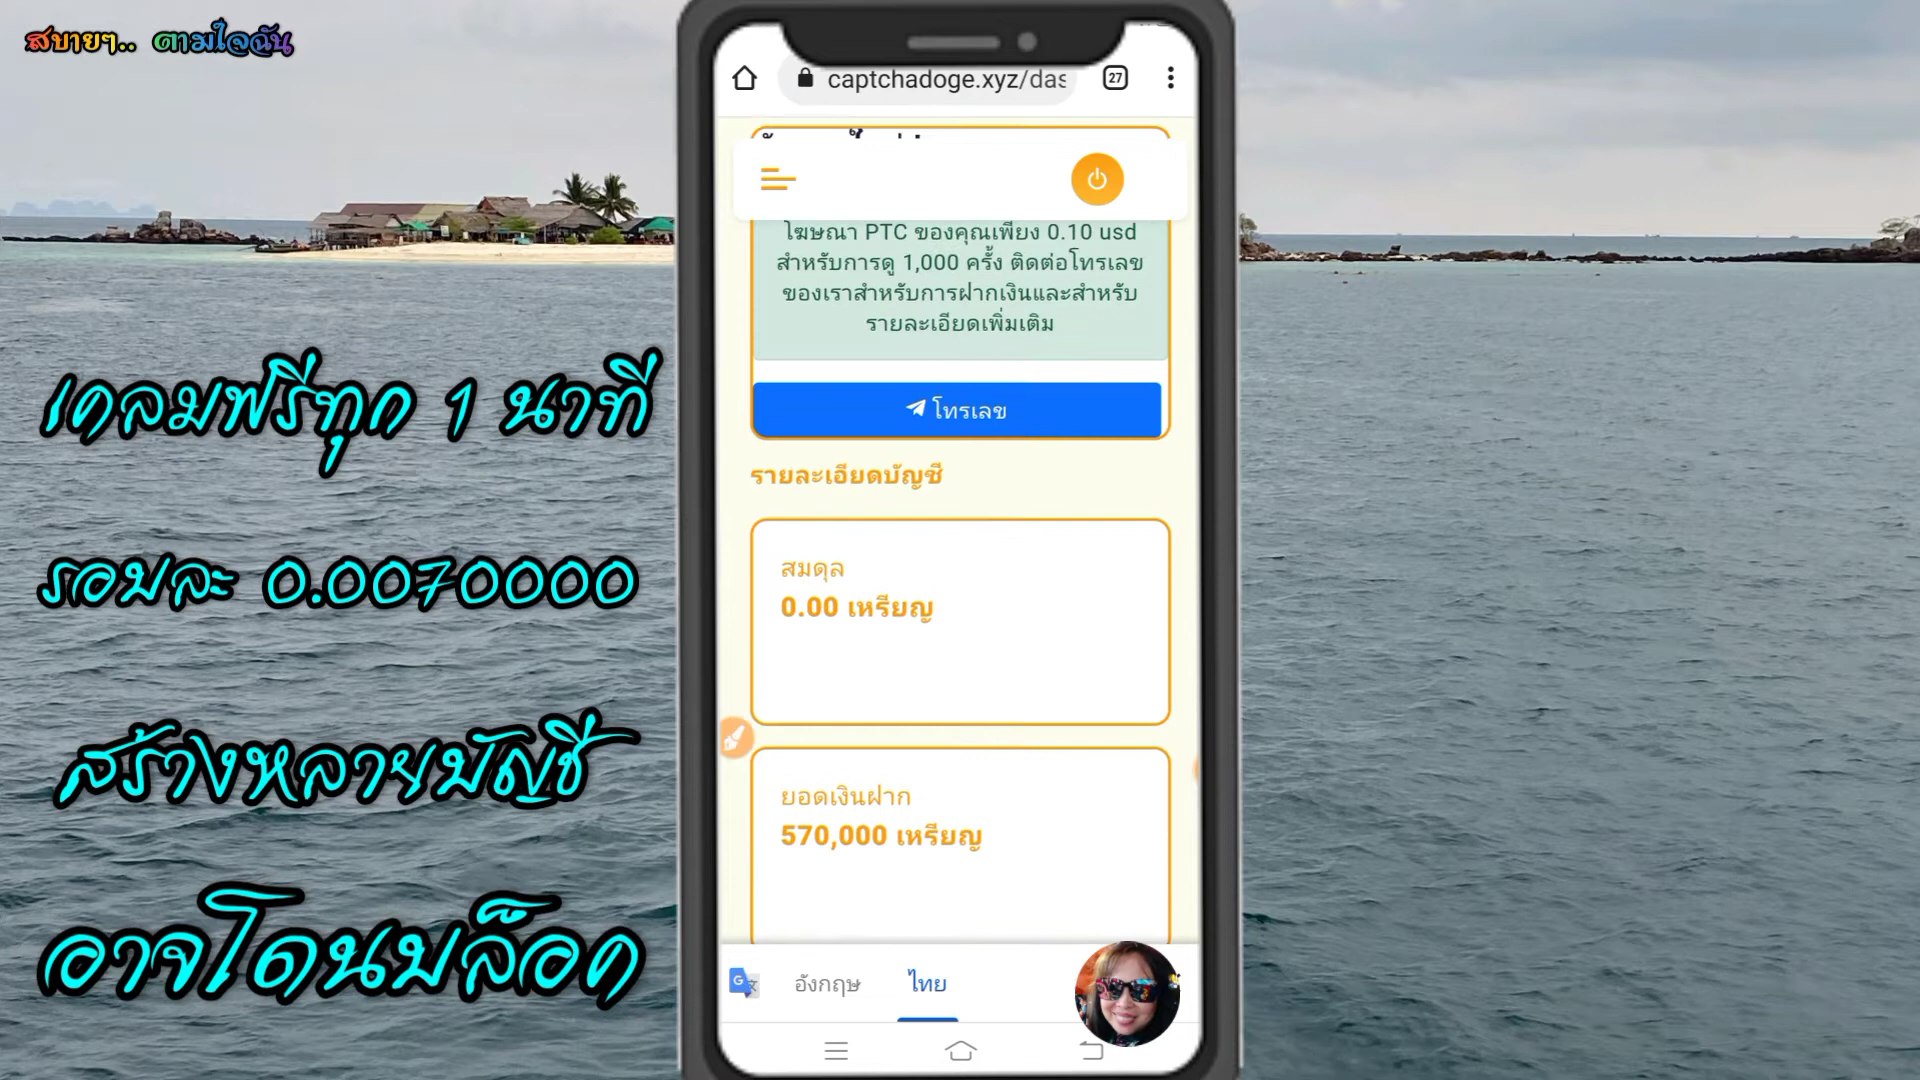 สบายๆ.. ตามใจฉัน
เคลมฟรีทุก 1 นาที
รอบละ 0.0070000
สร้างหลายบัญชี
อาจโดนบล็อค
captchadoge.xyz/das
27
โฆษณา PTC ของคุณเพียง 0.10 usd
สำหรับการดู 1,000 ครั้ง ติดต่อโทรเลข
ของเราสำหรับการฝากเงินและสำหรับ
รายละเอียดเพิ่มเติม
โทรเลข
รายละเอียดบัญชี
สมดุล
0.00 เหรียญ
ยอดเงินฝาก
570,000 เหรียญ
G
อังกฤษ ไทย